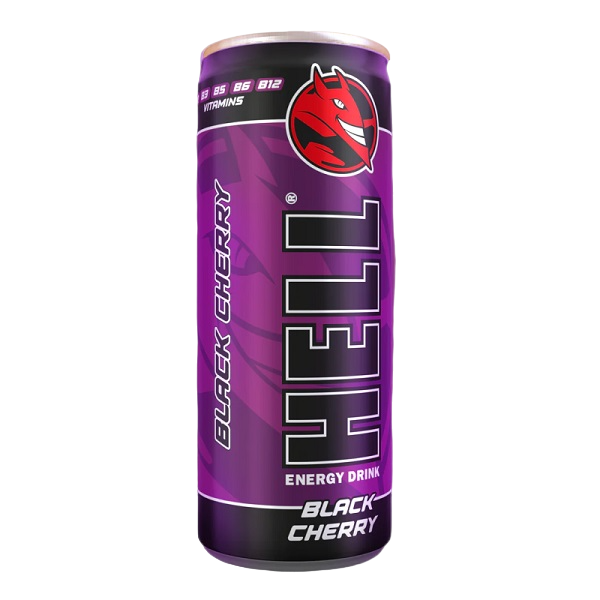 B3 B5 B6 B12
VITAMINS
BLACK CHERRY
HELL®
ENERGY DRINK
BLACK
CHERRY